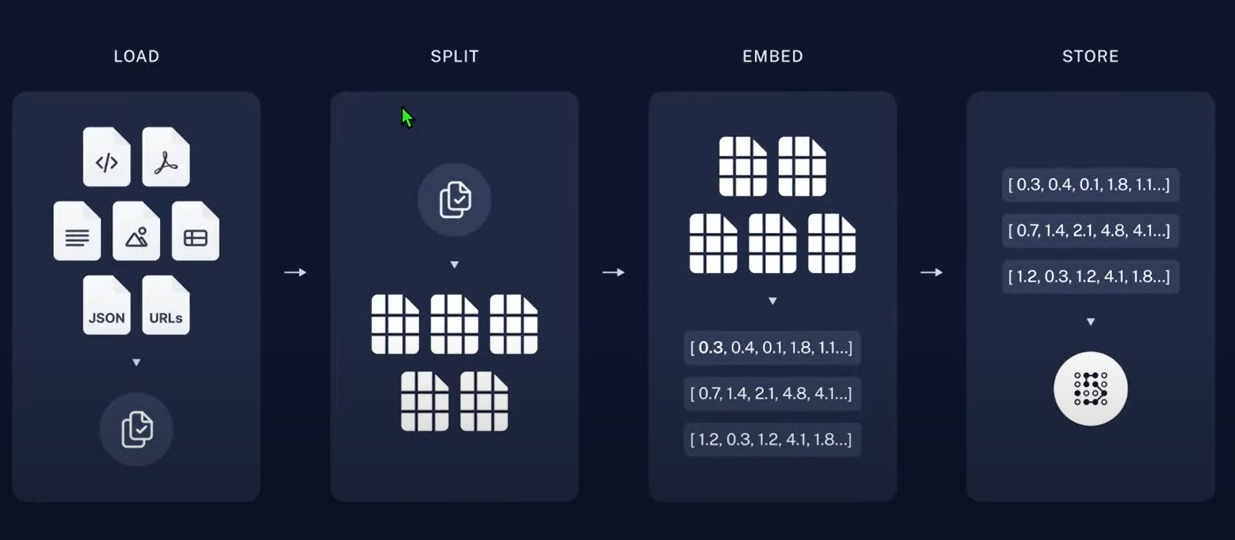 LOAD
SPLIT
EMBED
STORE
</>
JSON
URLs
[ 0.3, 0.4, 0.1, 1.8, 1.1...]
[ 0.7, 1.4, 2.1, 4.8, 4.1...]
[ 1.2, 0.3, 1.2, 4.1, 1.8...]
[ 0.3, 0.4, 0.1, 1.8, 1.1...]
[ 0.7, 1.4, 2.1, 4.8, 4.1...]
[ 1.2, 0.3, 1.2, 4.1, 1.8...]